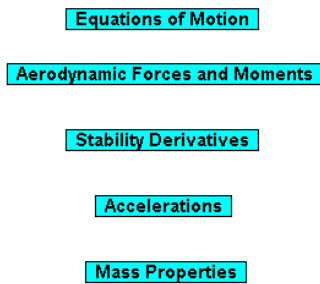 Equations of Motion
Aerodynamic Forces and Moments
Stability Derivatives
Accelerations
Mass Properties